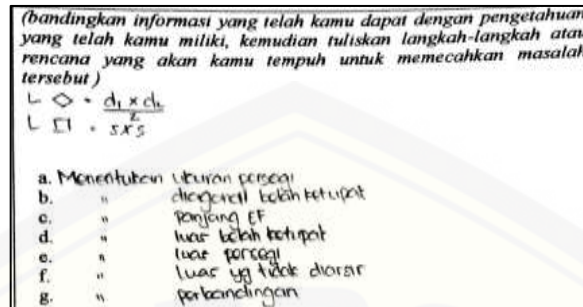 (bandingkan informasi yang telah kamu dapat dengan pengetahuan
yang telah kamu miliki, kemudian tuliskan langkah-langkah atau
rencana yang akan kamu tempuh untuk memecahkan masalah
tersebut )
L ◇ = d₁ × d₂ / 2
L □ = s × s
a. Menentukan ukuran persegi
b. " diagonal belah ketupat
c. " Panjang EF
d. " luas belah ketupat
e. " luas persegi
f. " luas yg tidak diarsir
g. " perbandingan